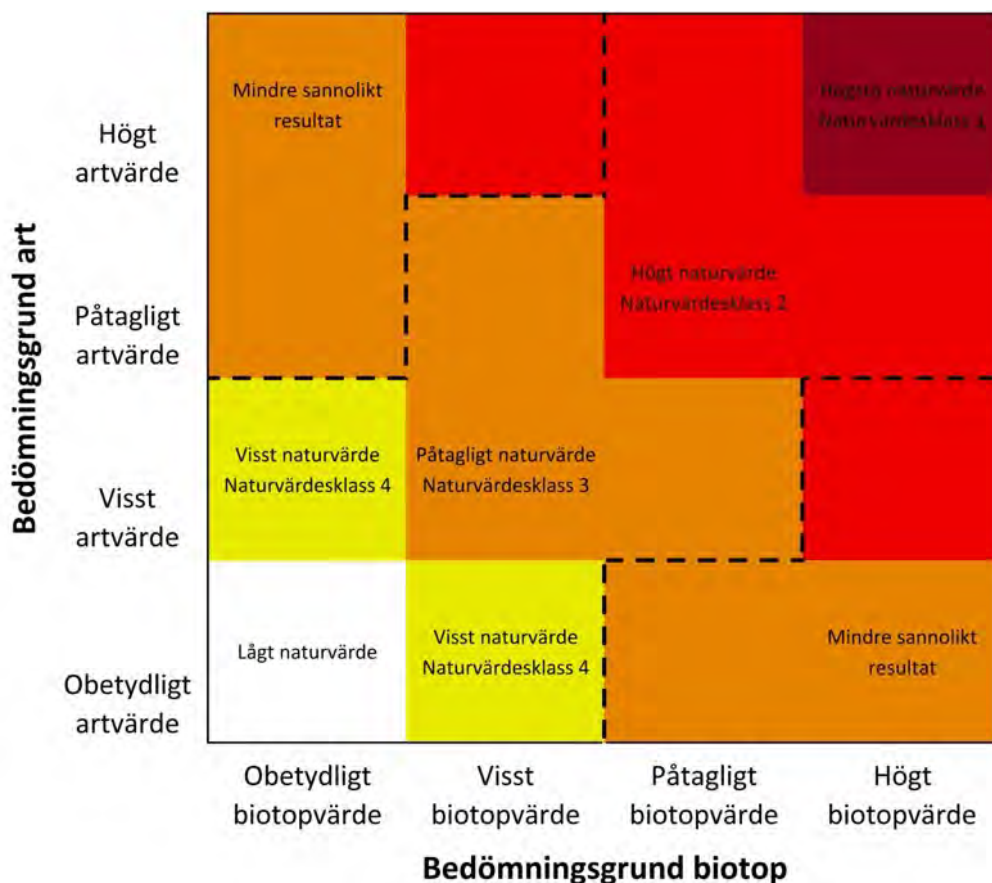 Bedömningsgrund art
Högt
artvärde
Påtagligt
artvärde
Visst
artvärde
Obetydligt
artvärde
Mindre sannolikt
resultat
Högsta naturvärde
Naturvärdesklass 1
Högt naturvärde
Naturvärdesklass 2
Visst naturvärde
Naturvärdesklass 4
Påtagligt naturvärde
Naturvärdesklass 3
Lågt naturvärde
Visst naturvärde
Naturvärdesklass 4
Mindre sannolikt
resultat
Obetydligt
biotopvärde
Visst
biotopvärde
Påtagligt
biotopvärde
Högt
biotopvärde
Bedömningsgrund biotop